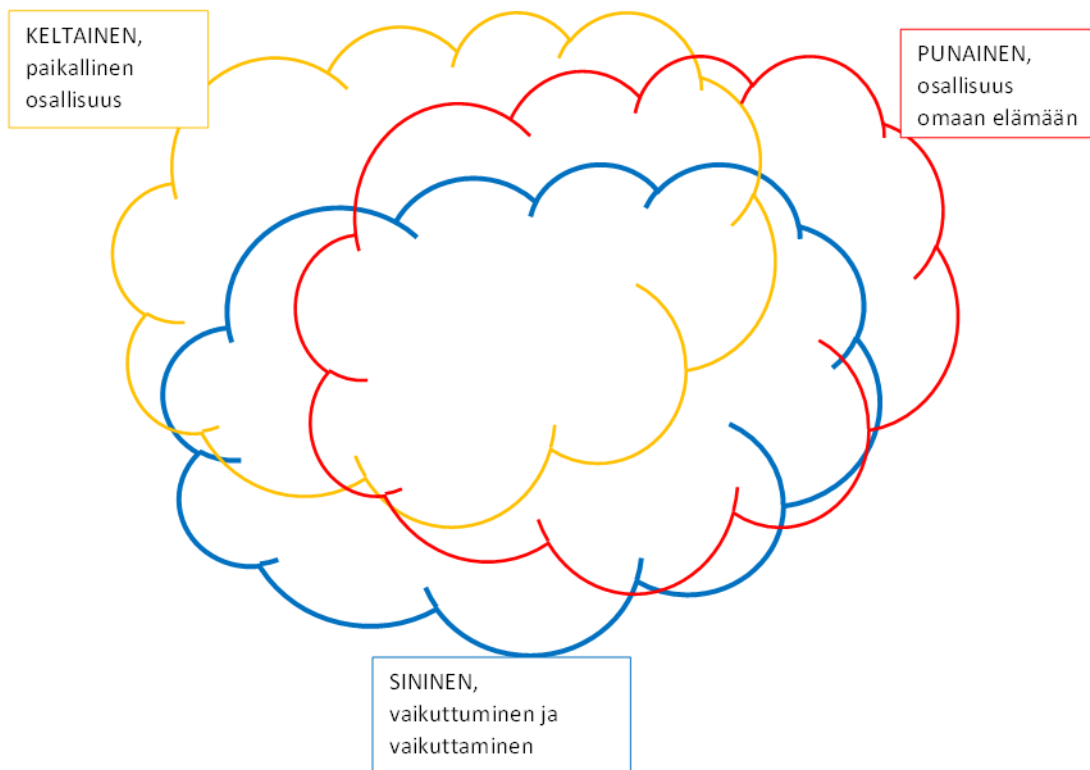 KELTAINEN,
paikallinen
osallisuus
PUNAINEN,
osallisuus
omaan elämään
SININEN,
vaikuttuminen ja
vaikuttaminen